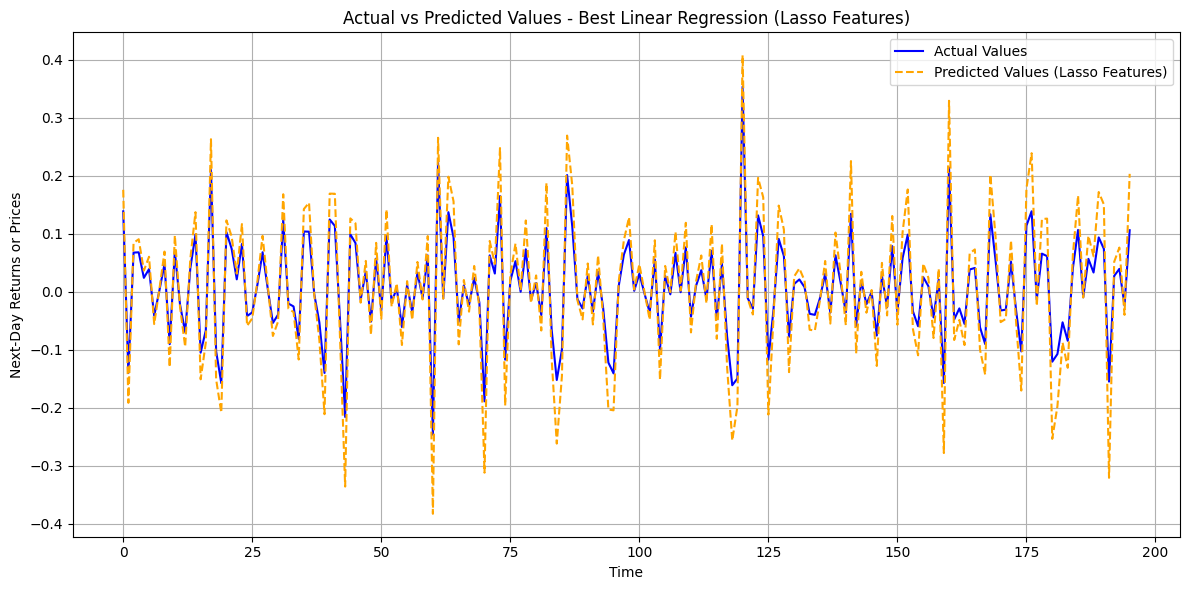 Actual vs Predicted Values - Best Linear Regression (Lasso Features)
Actual Values
Predicted Values (Lasso Features)
Next-Day Returns or Prices
0.4
0.3
0.2
0.1
0.0
−0.1
−0.2
−0.3
−0.4
0 25 50 75 100 125 150 175 200
Time